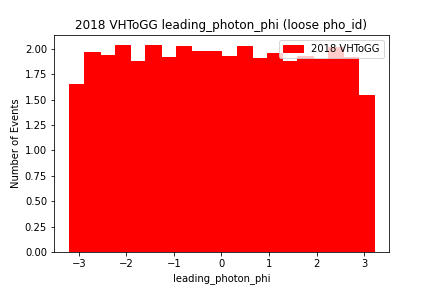 2018 VHToGG leading_photon_phi (loose pho_id)
2018 VHToGG
2.00
1.75
1.50
1.25
1.00
0.75
0.50
0.25
0.00
Number of Events
−3 −2 −1 0 1 2 3
leading_photon_phi